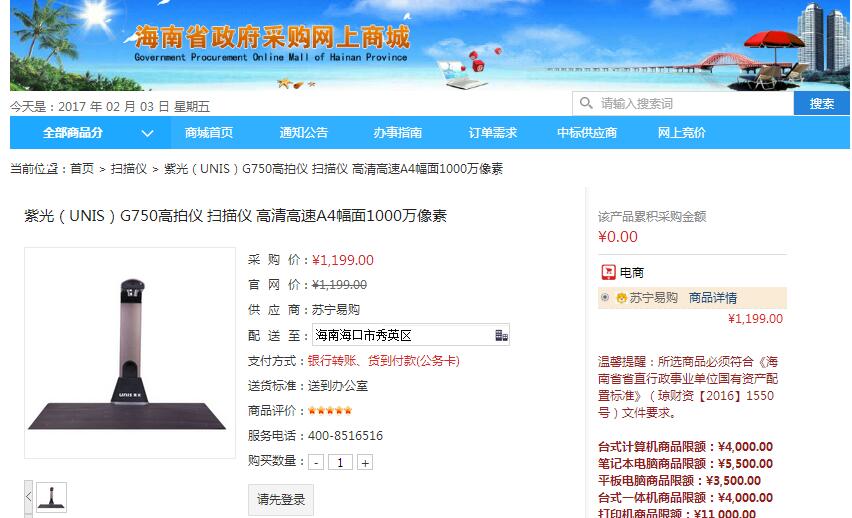 海南省政府采购网上商城
Government Procurement Online Mall of Hainan Province
今天是：2017 年 02 月 03 日 星期五
请输入搜索词
搜索
全部商品分
商城首页
通知公告
办事指南
订单需求
中标供应商
网上竞价
当前位置：首页 > 扫描仪 > 紫光（UNIS）G750高拍仪 扫描仪 高清高速A4幅面1000万像素
紫光（UNIS）G750高拍仪 扫描仪 高清高速A4幅面1000万像素
UNIS
采 购 价：¥1,199.00
官 网 价：¥1,199.00
供 应 商：苏宁易购
配 送 至：海南海口市秀英区
支付方式：银行转账、货到付款(公务卡)
送货标准：送到办公室
商品评价：
服务电话：400-8516516
购买数量：- 1 +
请先登录
该产品累积采购金额
¥0.00
电商
苏宁易购 商品详情
¥1,199.00
温馨提醒：所选商品必须符合《海
南省省直行政事业单位国有资产配
置标准》（琼财资【2016】1550
号）文件要求。
台式计算机商品限额：¥4,000.00
笔记本电脑商品限额：¥5,500.00
平板电脑商品限额：¥3,500.00
台式一体机商品限额：¥4,000.00
打印机商品限额：¥11,000.00